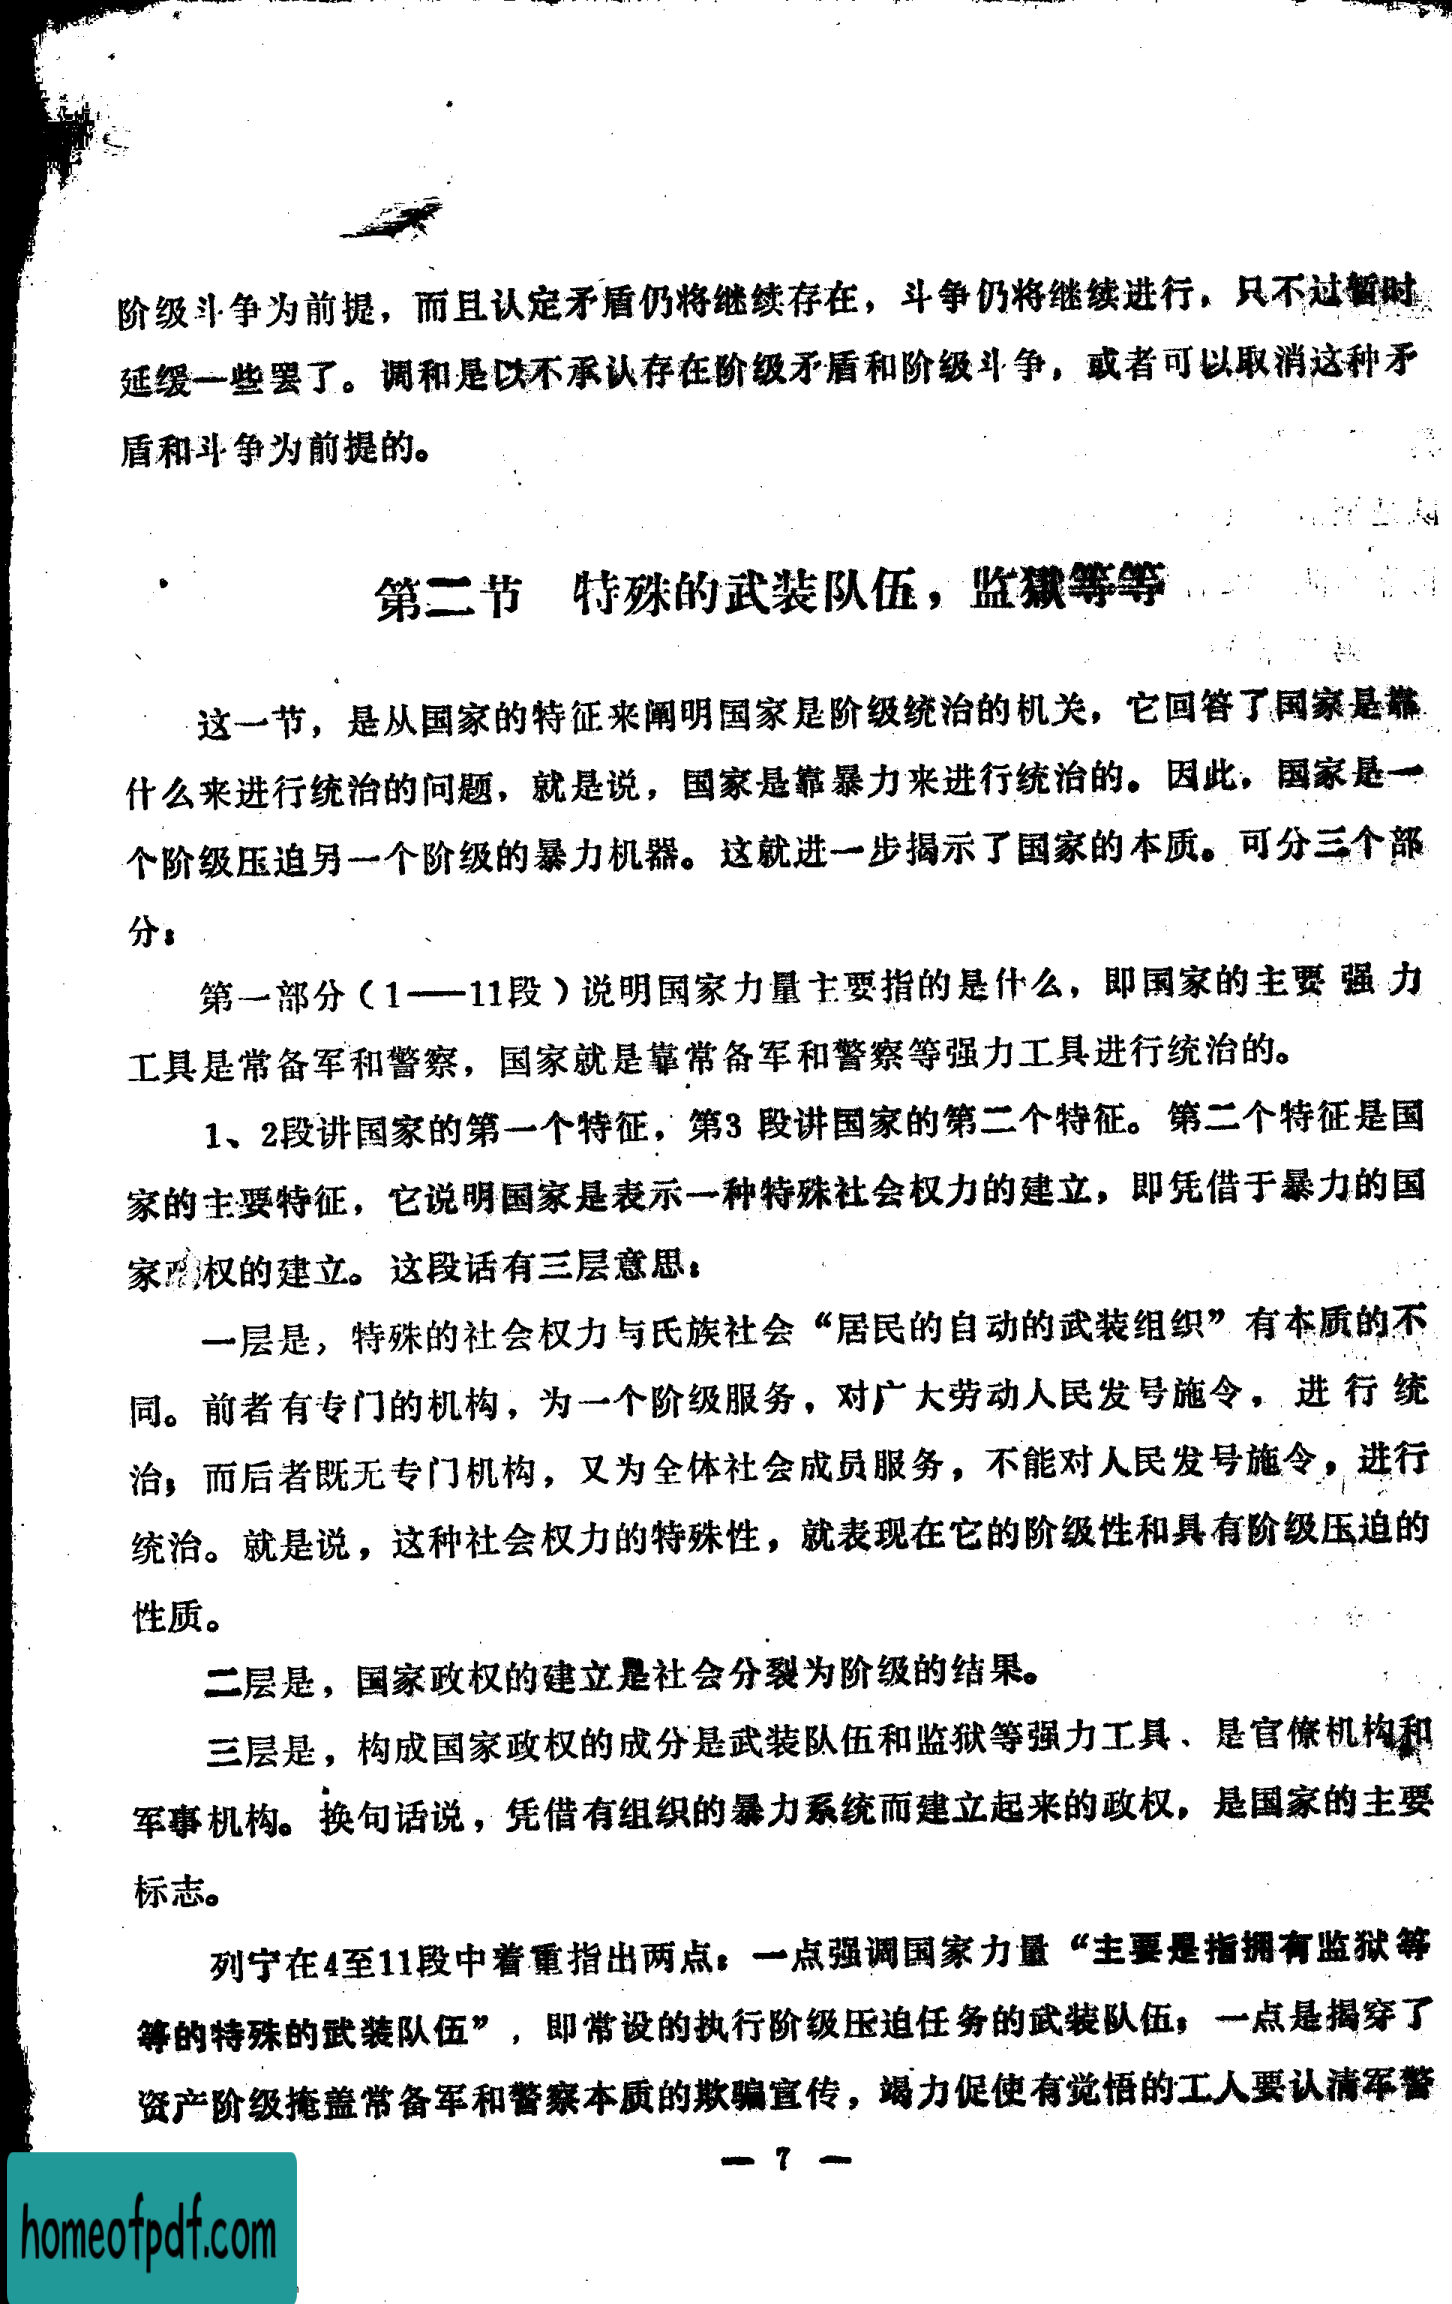 阶级斗争为前提，而且认定矛盾仍将继续存在，斗争仍将继续进行，只不过暂时
延缓一些罢了。调和是以不承认存在阶级矛盾和阶级斗争，或者可以取消这种矛
盾和斗争为前提的。
第二节　特殊的武装队伍，监狱等等
这一节，是从国家的特征来阐明国家是阶级统治的机关，它回答了国家是靠
什么来进行统治的问题，就是说，国家是靠暴力来进行统治的。因此，国家是一
个阶级压迫另一个阶级的暴力机器。这就进一步揭示了国家的本质。可分三个部
分：
第一部分（1——11段）说明国家力量主要指的是什么，即国家的主要强力
工具是常备军和警察，国家就是靠常备军和警察等强力工具进行统治的。
1、2段讲国家的第一个特征，第3段讲国家的第二个特征。第二个特征是国
家的主要特征，它说明国家是表示一种特殊社会权力的建立，即凭借于暴力的国
家政权的建立。这段话有三层意思：
一层是，特殊的社会权力与氏族社会“居民的自动的武装组织”有本质的不
同。前者有专门的机构，为一个阶级服务，对广大劳动人民发号施令，进行统
治；而后者既无专门机构，又为全体社会成员服务，不能对人民发号施令，进行
统治。就是说，这种社会权力的特殊性，就表现在它的阶级性和具有阶级压迫的
性质。
二层是，国家政权的建立是社会分裂为阶级的结果。
三层是，构成国家政权的成分是武装队伍和监狱等强力工具、是官僚机构和
军事机构。换句话说，凭借有组织的暴力系统而建立起来的政权，是国家的主要
标志。
列宁在4至11段中着重指出两点：一点强调国家力量“主要是指拥有监狱等
等的特殊的武装队伍”，即常设的执行阶级压迫任务的武装队伍；一点是揭穿了
资产阶级掩盖常备军和警察本质的欺骗宣传，竭力促使有觉悟的工人要认清军警
— 7 —
homeofpdf.com